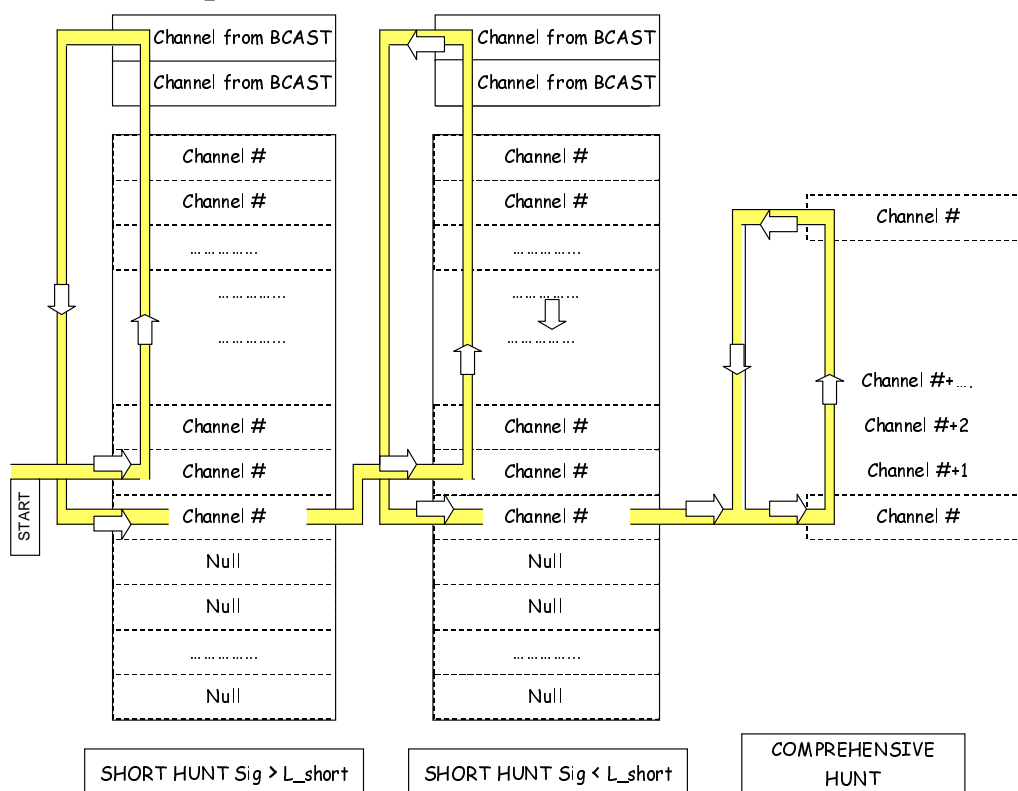 Channel from BCAST
Channel from BCAST
Channel #
Channel #
……………
……………
……………
Channel #
Channel #
Channel #
Null
Null
……………
Null
START
SHORT HUNT Sig > L_short
Channel from BCAST
Channel from BCAST
Channel #
Channel #
……………
……………
……………
Channel #
Channel #
Channel #
Null
Null
……………
Null
SHORT HUNT Sig < L_short
Channel #
Channel #+....
Channel #+2
Channel #+1
Channel #
COMPREHENSIVE
HUNT